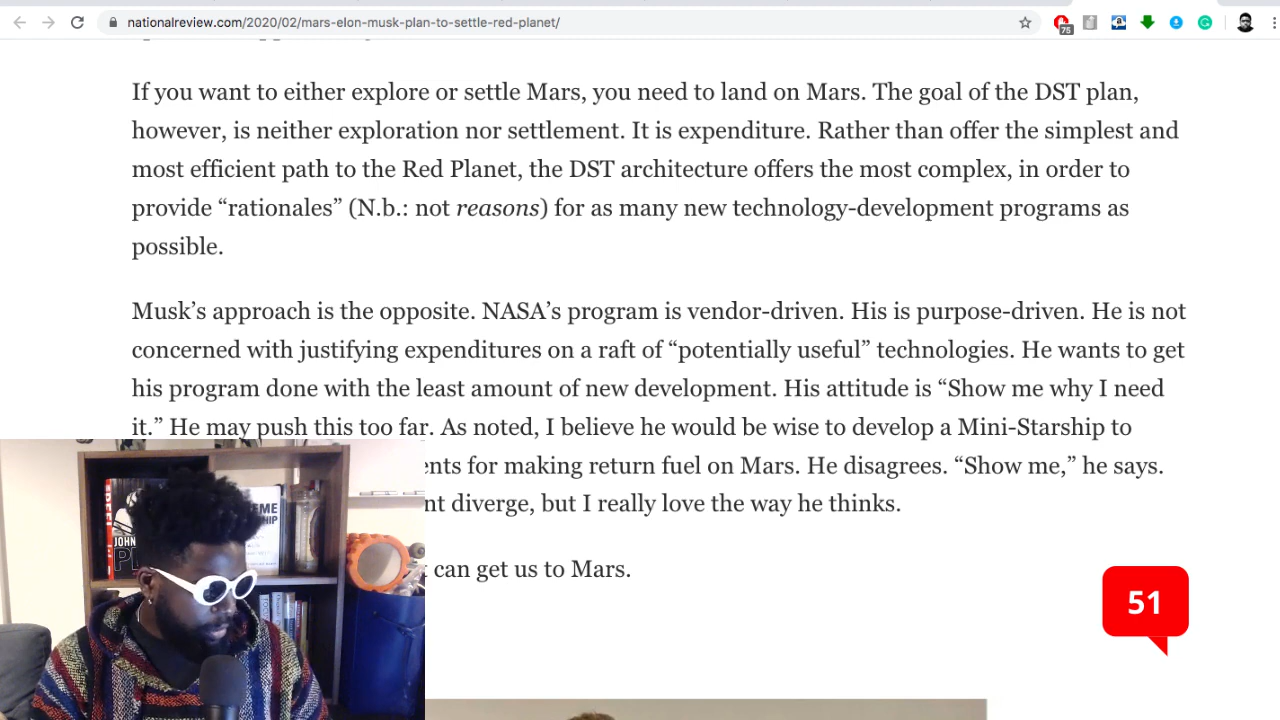 nationalreview.com/2020/02/mars-elon-musk-plan-to-settle-red-planet/
75
If you want to either explore or settle Mars, you need to land on Mars. The goal of the DST plan,
however, is neither exploration nor settlement. It is expenditure. Rather than offer the simplest and
most efficient path to the Red Planet, the DST architecture offers the most complex, in order to
provide “rationales” (N.b.: not reasons) for as many new technology-development programs as
possible.
Musk’s approach is the opposite. NASA’s program is vendor-driven. His is purpose-driven. He is not
concerned with justifying expenditures on a raft of “potentially useful” technologies. He wants to get
his program done with the least amount of new development. His attitude is “Show me why I need
it.” He may push this too far. As noted, I believe he would be wise to develop a Mini-Starship to
ents for making return fuel on Mars. He disagrees. “Show me,” he says.
nt diverge, but I really love the way he thinks.
can get us to Mars.
51
JOHN